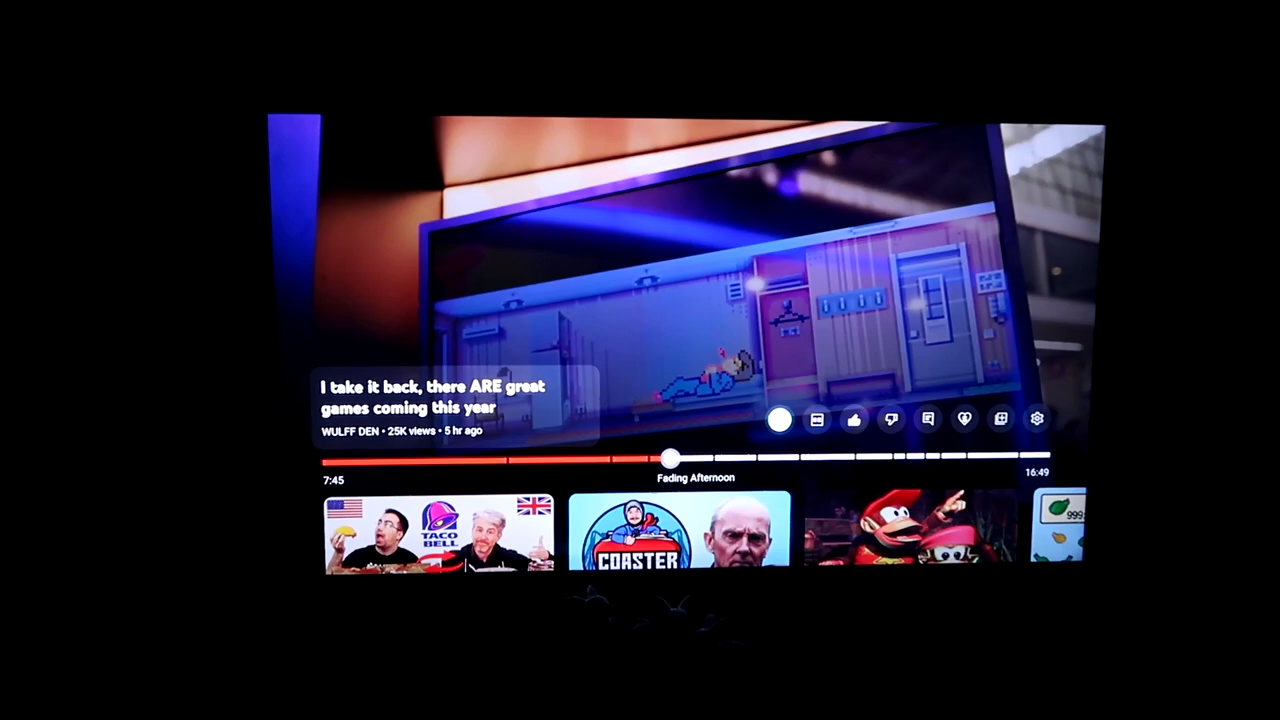 I take it back, there ARE great
games coming this year
WULFF DEN • 25K views • 5 hr ago
7:45
Fading Afternoon
16:49
TACO
BELL
COASTER
999